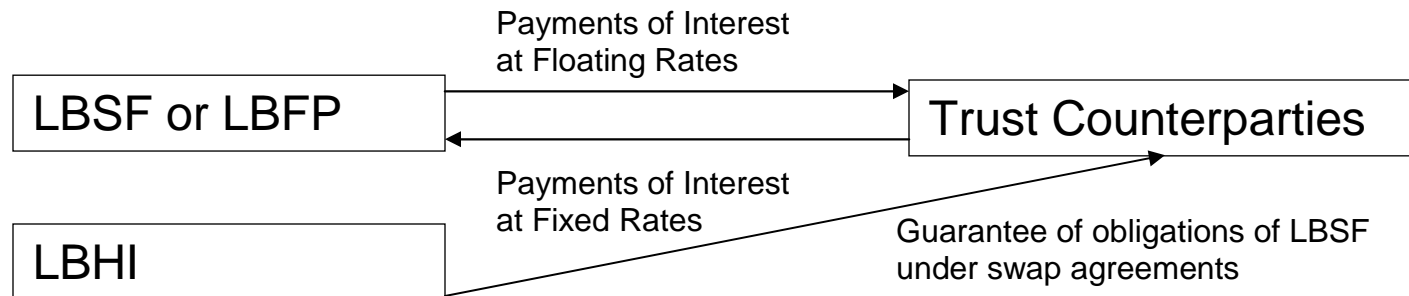 Payments of Interest
at Floating Rates
LBSF or LBFP
Trust Counterparties
Payments of Interest
at Fixed Rates
LBHI
Guarantee of obligations of LBSF
under swap agreements